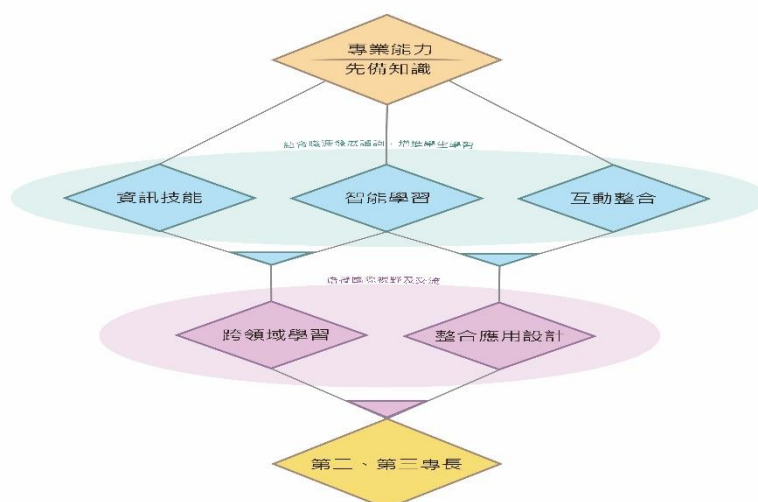 專業能力
先備知識
資訊技能
智能學習
互動整合
跨領域學習
整合應用設計
第二、第三專長